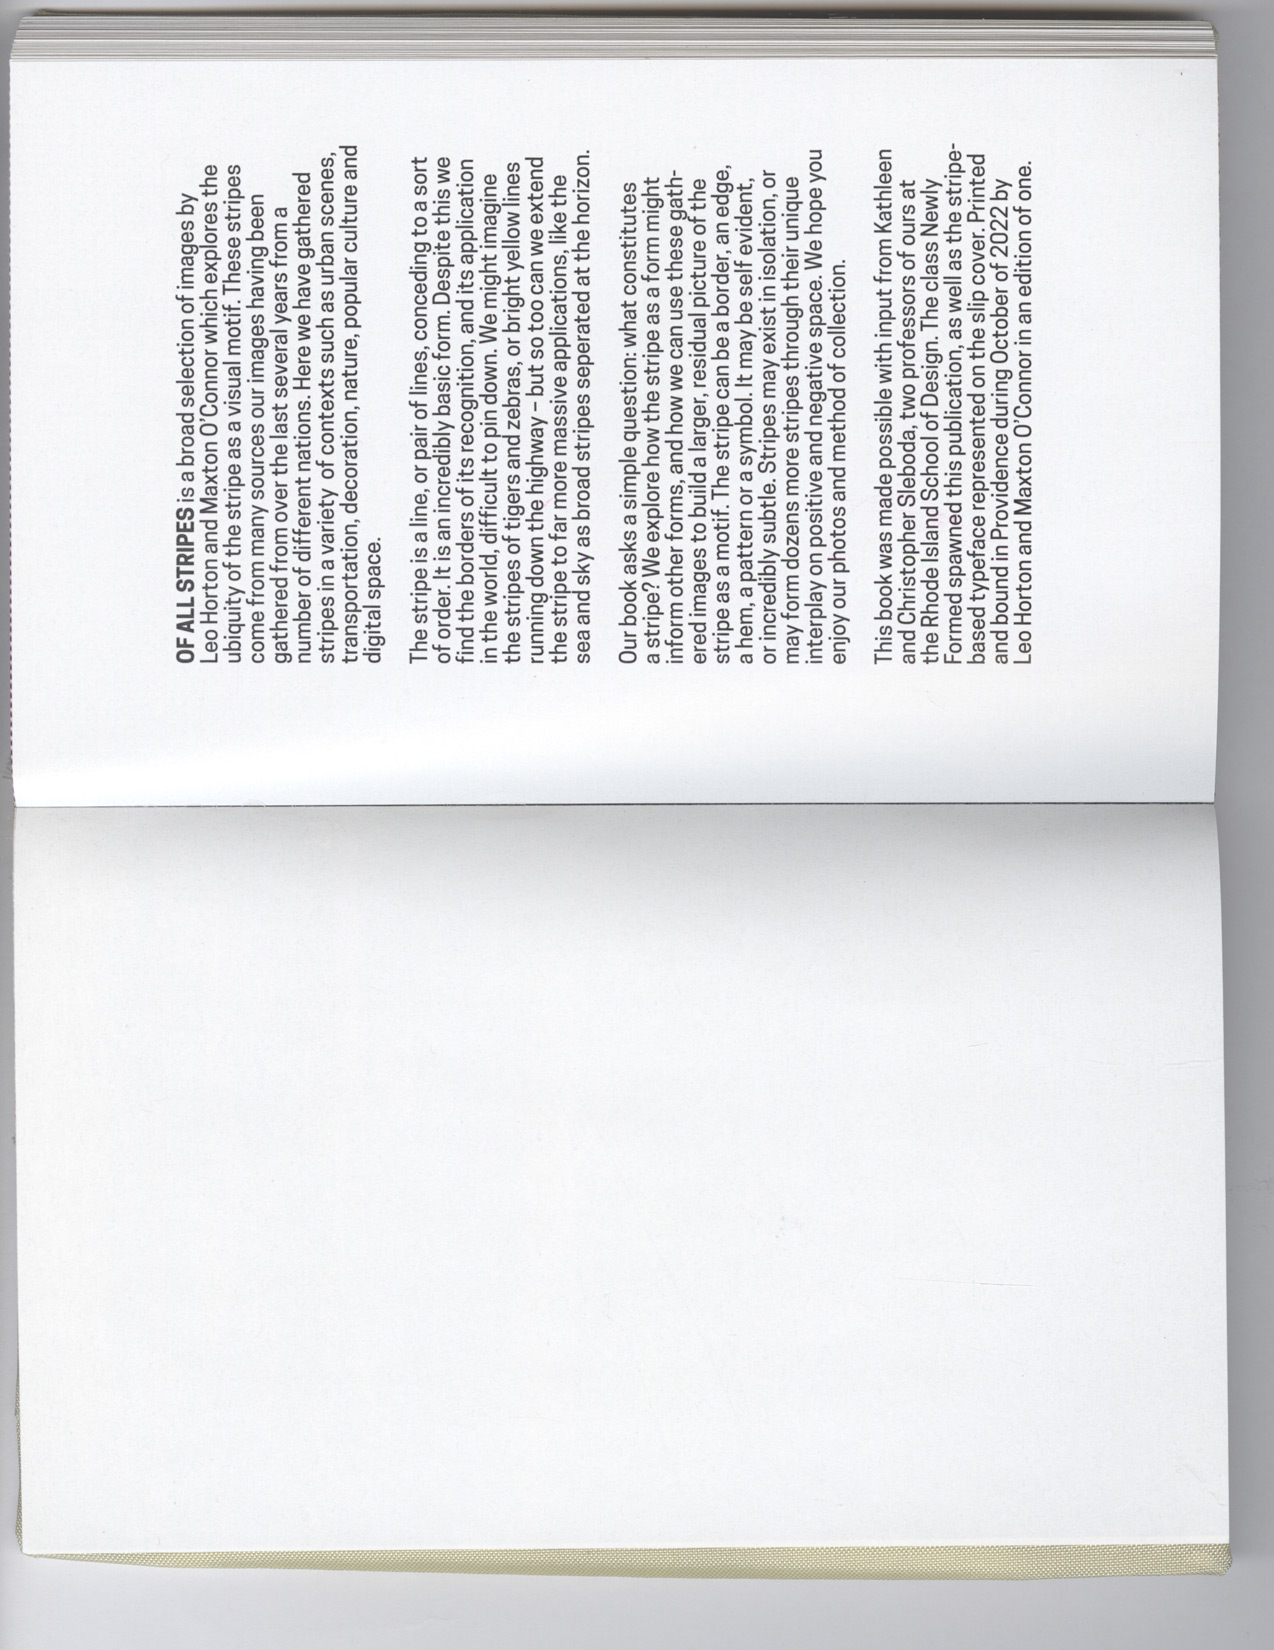 OF ALL STRIPES is a broad selection of images by
Leo Horton and Maxton O'Connor which explores the
ubiquity of the stripe as a visual motif. These stripes
come from many sources our images having been
gathered from over the last several years from a
number of different nations. Here we have gathered
stripes in a variety of contexts such as urban scenes,
transportation, decoration, nature, popular culture and
digital space.

The stripe is a line, or pair of lines, conceding to a sort
of order. It is an incredibly basic form. Despite this we
find the borders of its recognition, and its application
in the world, difficult to pin down. We might imagine
the stripes of tigers and zebras, or bright yellow lines
running down the highway – but so too can we extend
the stripe to far more massive applications, like the
sea and sky as broad stripes seperated at the horizon.

Our book asks a simple question: what constitutes
a stripe? We explore how the stripe as a form might
inform other forms, and how we can use these gath-
ered images to build a larger, residual picture of the
stripe as a motif. The stripe can be a border, an edge,
a hem, a pattern or a symbol. It may be self evident,
or incredibly subtle. Stripes may exist in isolation, or
may form dozens more stripes through their unique
interplay on positive and negative space. We hope you
enjoy our photos and method of collection.

This book was made possible with input from Kathleen
and Christopher Sleboda, two professors of ours at
the Rhode Island School of Design. The class Newly
Formed spawned this publication, as well as the stripe-
based typeface represented on the slip cover. Printed
and bound in Providence during October of 2022 by
Leo Horton and Maxton O'Connor in an edition of one.